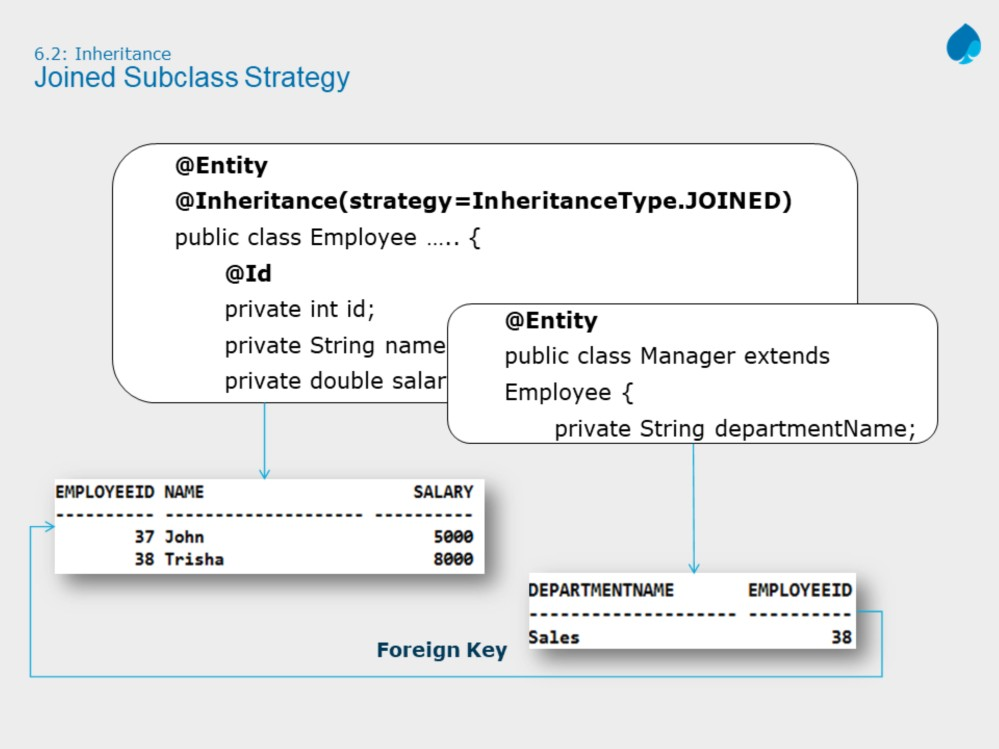 6.2: Inheritance
Joined Subclass Strategy
@Entity
@Inheritance(strategy=InheritanceType.JOINED)
public class Employee ..... {
@Id
private int id;
private String name
private double salar
@Entity
public class Manager extends
Employee {
private String departmentName;
EMPLOYEEID NAME SALARY
---------- -------------------- ----------
37 John 5000
38 Trisha 8000
DEPARTMENTNAME EMPLOYEEID
-------------------- ----------
Sales 38
Foreign Key